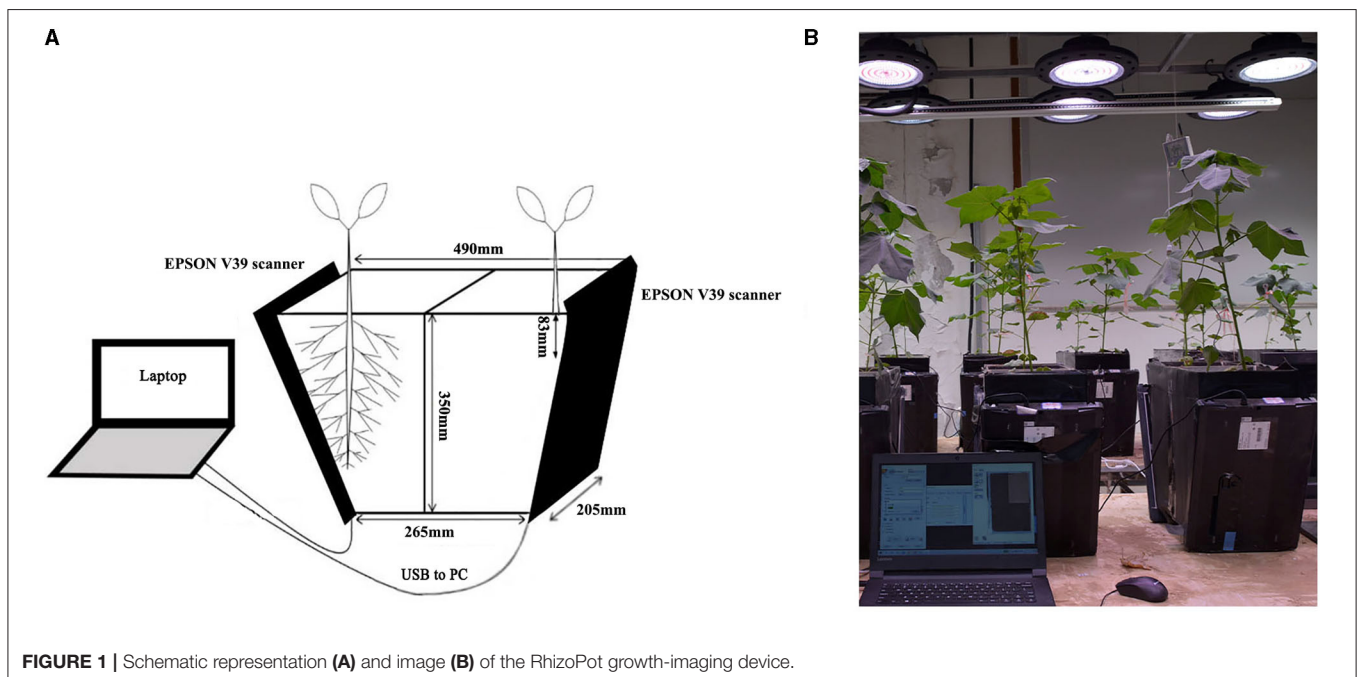 A
B
490mm
EPSON V39 scanner
EPSON V39 scanner
83mm
Laptop
350mm
205mm
265mm
USB to PC
FIGURE 1 | Schematic representation (A) and image (B) of the RhizoPot growth-imaging device.